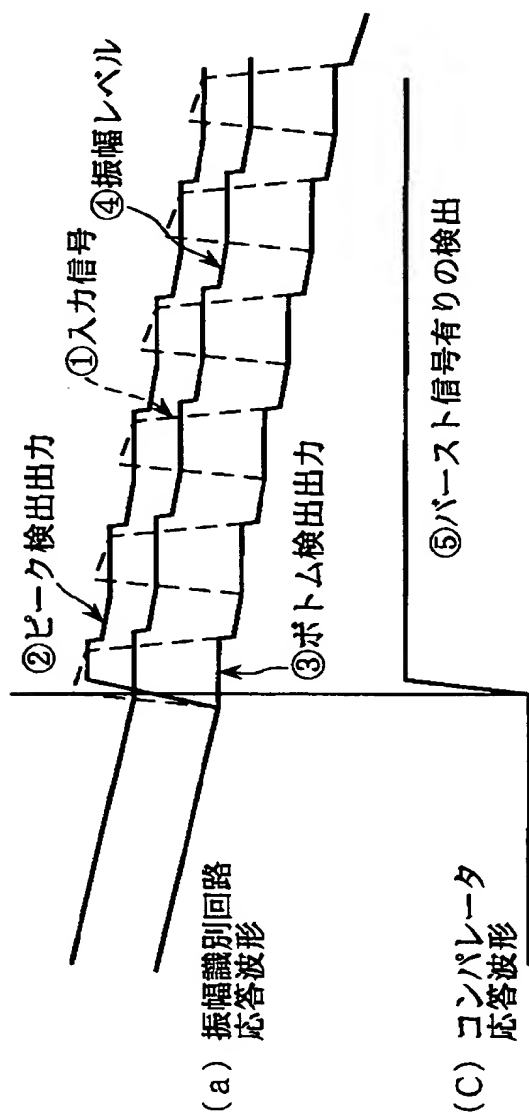 (a) 振幅識別回路
応答波形
②ピーク検出出力
①入力信号
④振幅レベル
③ボトム検出出力
(C) コンパレータ
応答波形
⑤バースト信号有りの検出